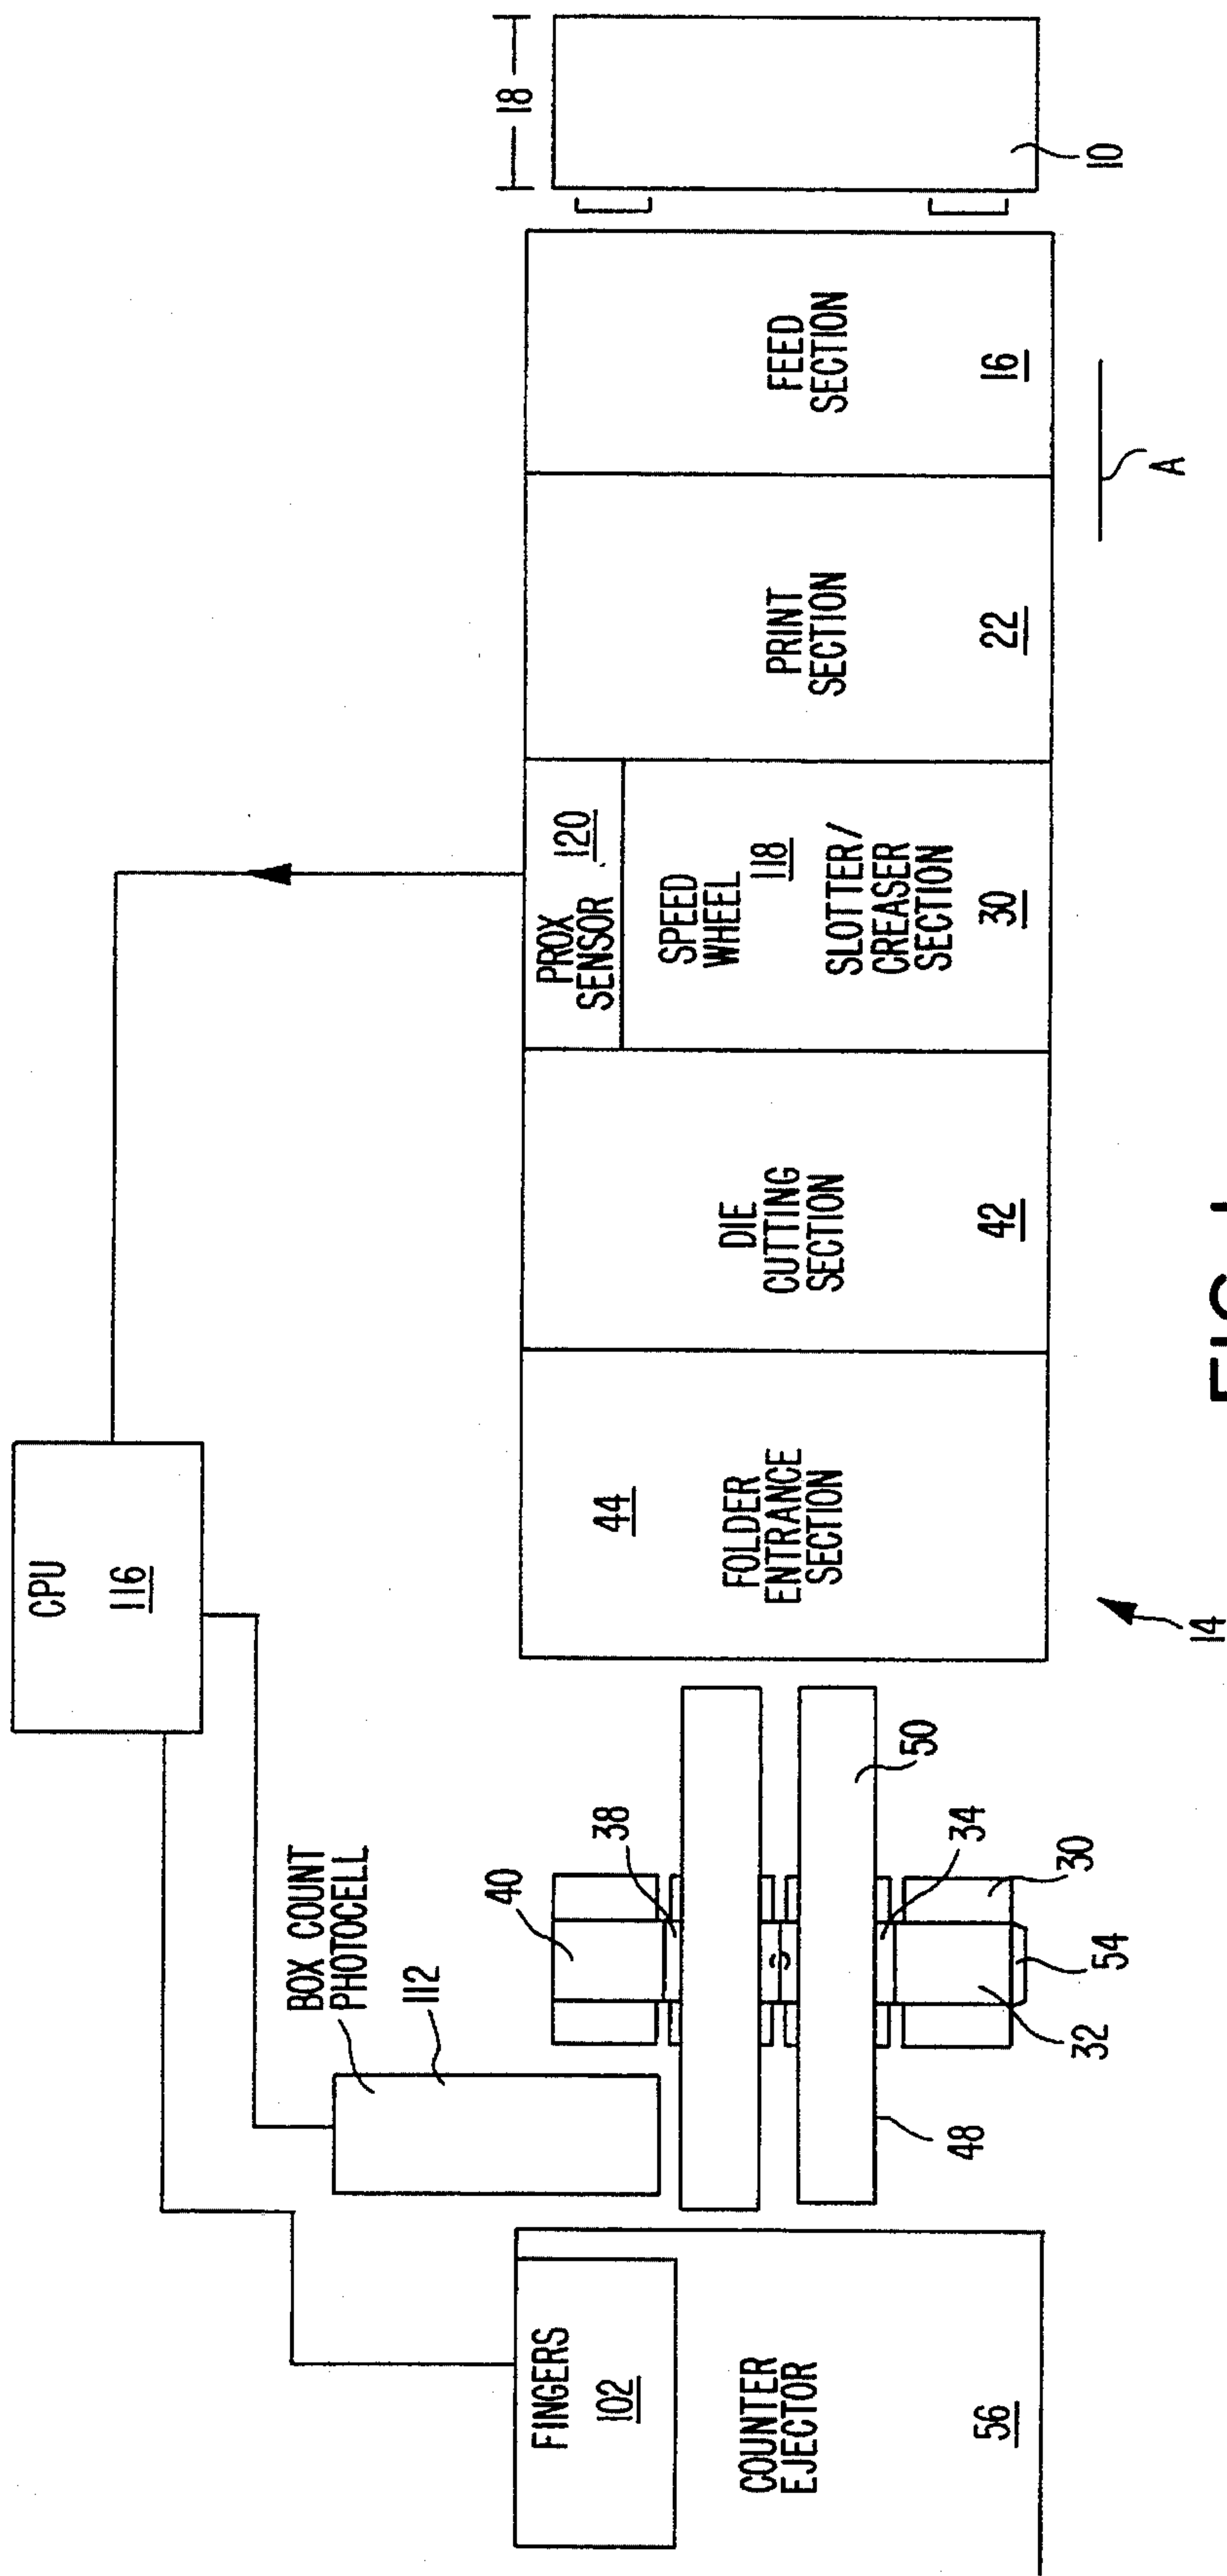 CPU
116
18
10
FEED
SECTION
16
A
PRINT
SECTION
22
PROX
SENSOR
120
SPEED
WHEEL
118
SLOTTER/
CREASER
SECTION
30
DIE
CUTTING
SECTION
42
44
FOLDER
ENTRANCE
SECTION
14
BOX COUNT
PHOTOCELL
112
40
38
50
34
30
54
32
48
FINGERS
102
COUNTER
EJECTOR
56